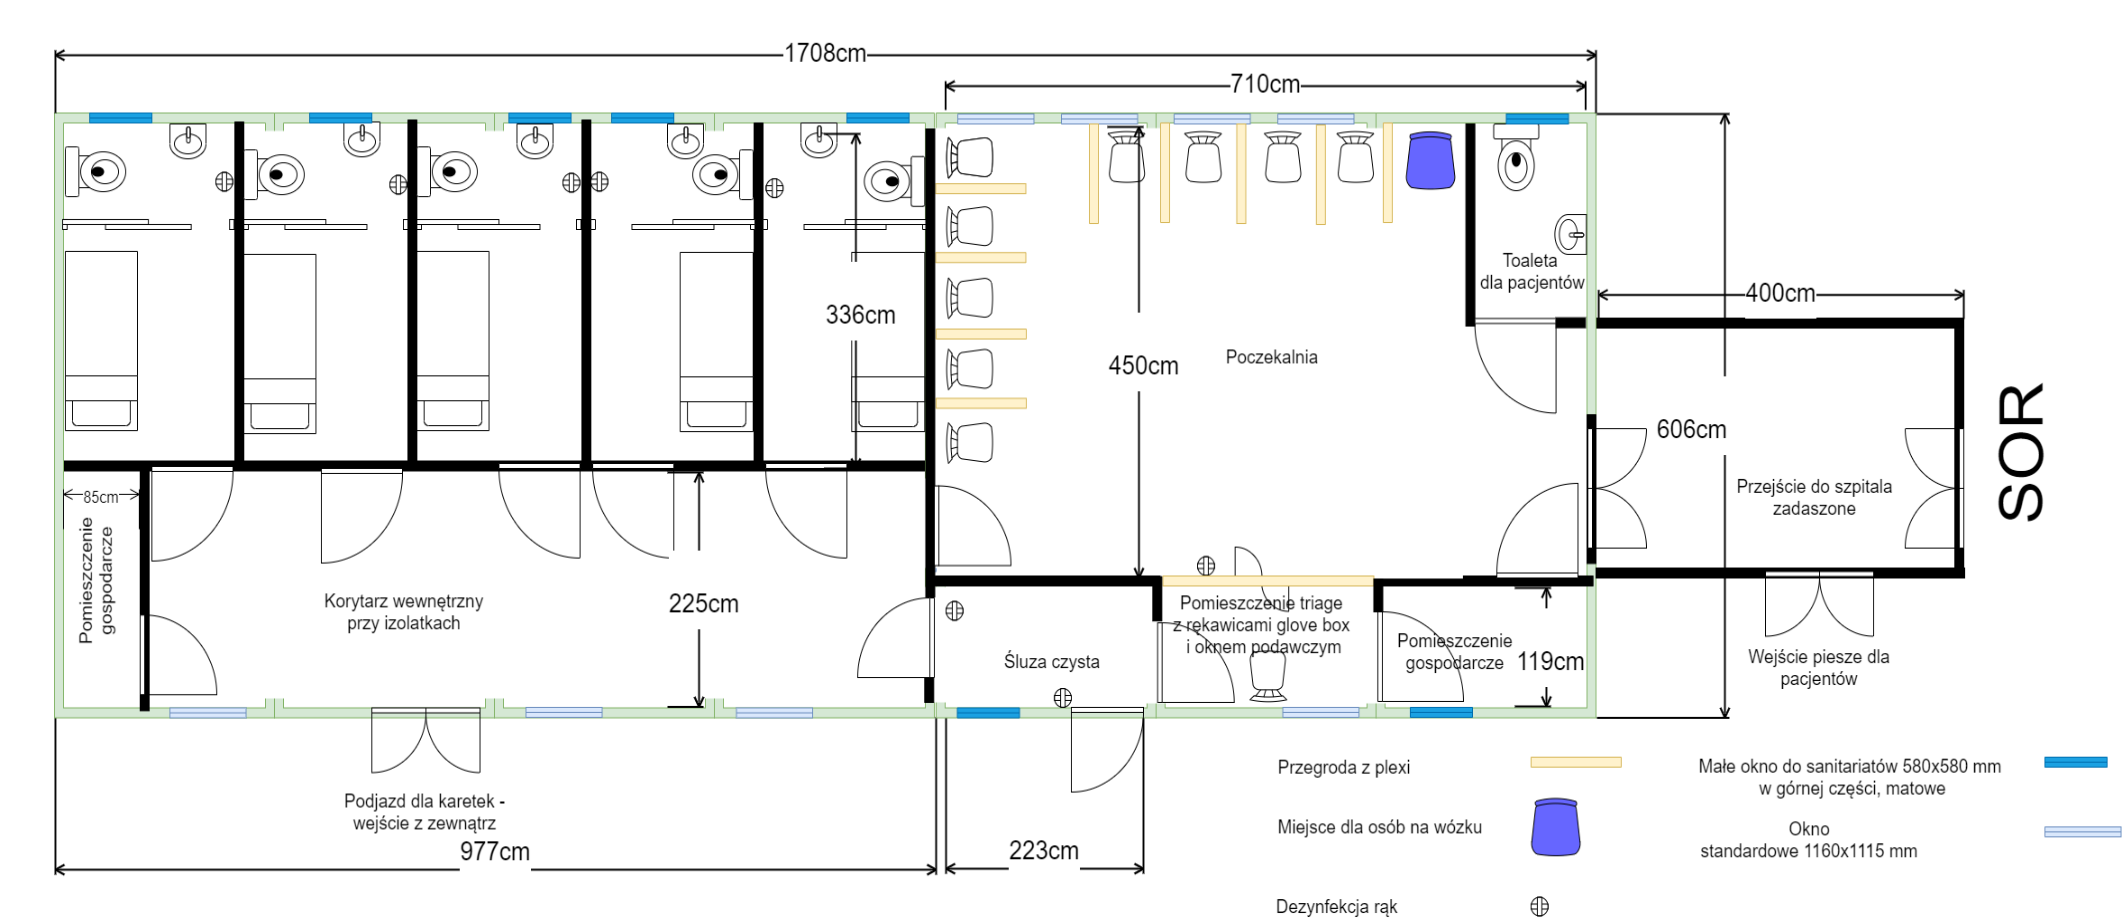 1708cm
710cm
400cm
336cm
450cm
606cm
Toaleta
dla pacjentów
Poczekalnia
SOR
Przejście do szpitala
zadaszone
85cm
Pomieszczenie
gospodarcze
Korytarz wewnętrzny
przy izolatkach
225cm
Śluza czysta
Pomieszczenie triage
z rękawicami glove box
i oknem podawczym
Pomieszczenie
gospodarcze
119cm
Wejście piesze dla
pacjentów
Podjazd dla karetek -
wejście z zewnątrz
977cm
223cm
Przegroda z plexi
Miejsce dla osób na wózku
Dezynfekcja rąk
Małe okno do sanitariatów 580x580 mm
w górnej części, matowe
Okno
standardowe 1160x1115 mm